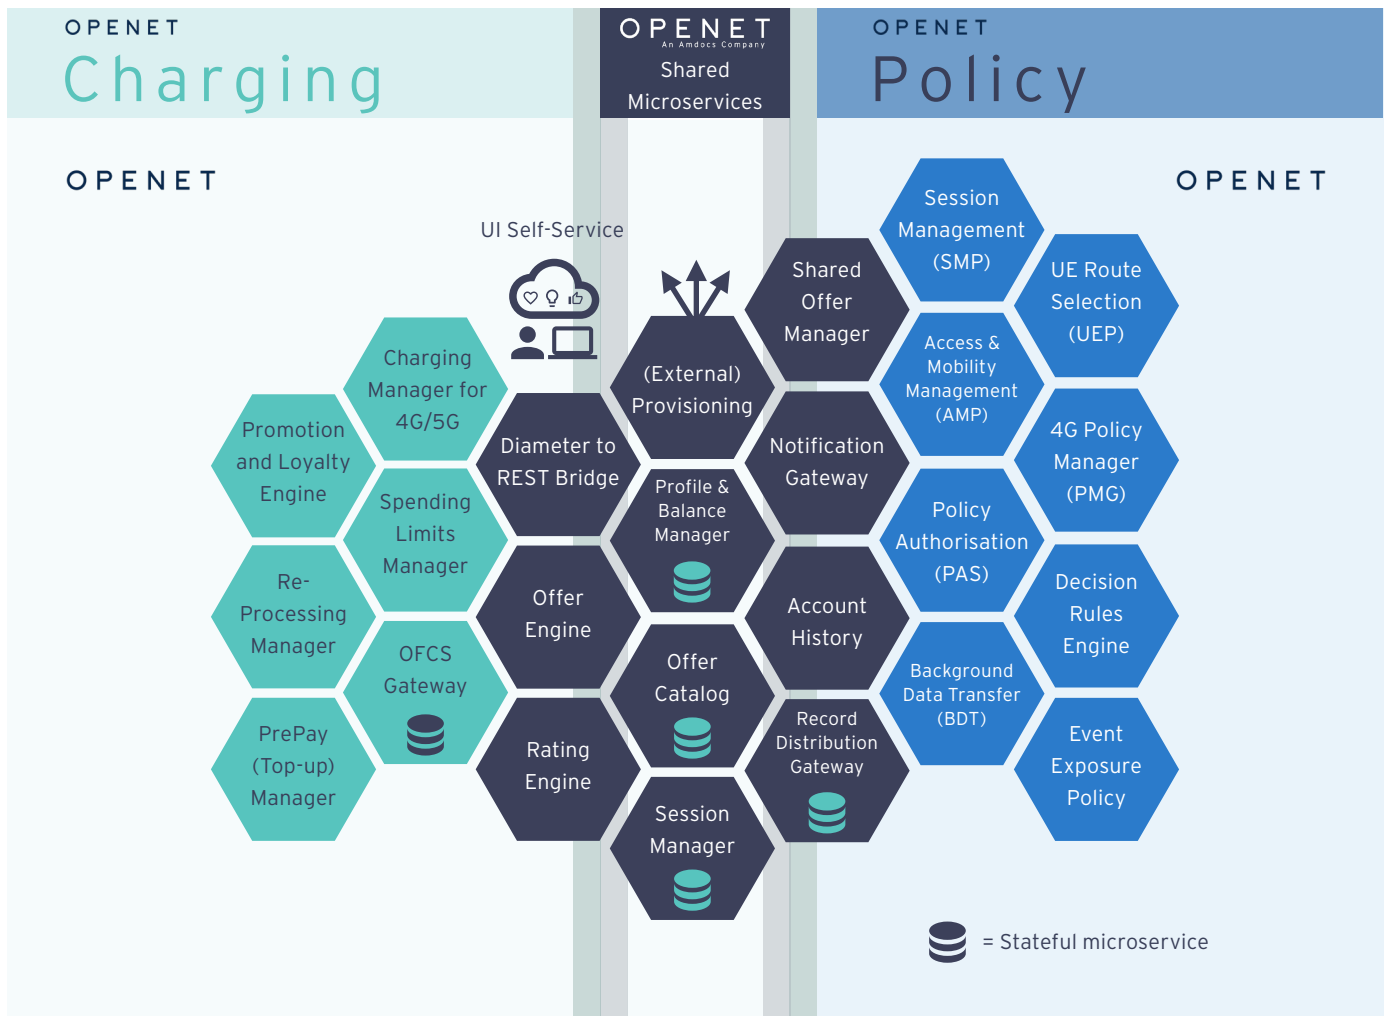 OPENET
Charging
OPENET
An Amdocs Company
Shared
Microservices
OPENET
Policy
OPENET
OPENET
UI Self-Service
Promotion
and Loyalty
Engine
Re-
Processing
Manager
PrePay
(Top-up)
Manager
Charging
Manager for
4G/5G
Spending
Limits
Manager
OFCS
Gateway
Diameter to
REST Bridge
Offer
Engine
Rating
Engine
(External)
Provisioning
Profile &
Balance
Manager
Offer
Catalog
Session
Manager
Shared
Offer
Manager
Notification
Gateway
Account
History
Record
Distribution
Gateway
Session
Management
(SMP)
Access &
Mobility
Management
(AMP)
Policy
Authorisation
(PAS)
Background
Data Transfer
(BDT)
UE Route
Selection
(UEP)
4G Policy
Manager
(PMG)
Decision
Rules
Engine
Event
Exposure
Policy
= Stateful microservice